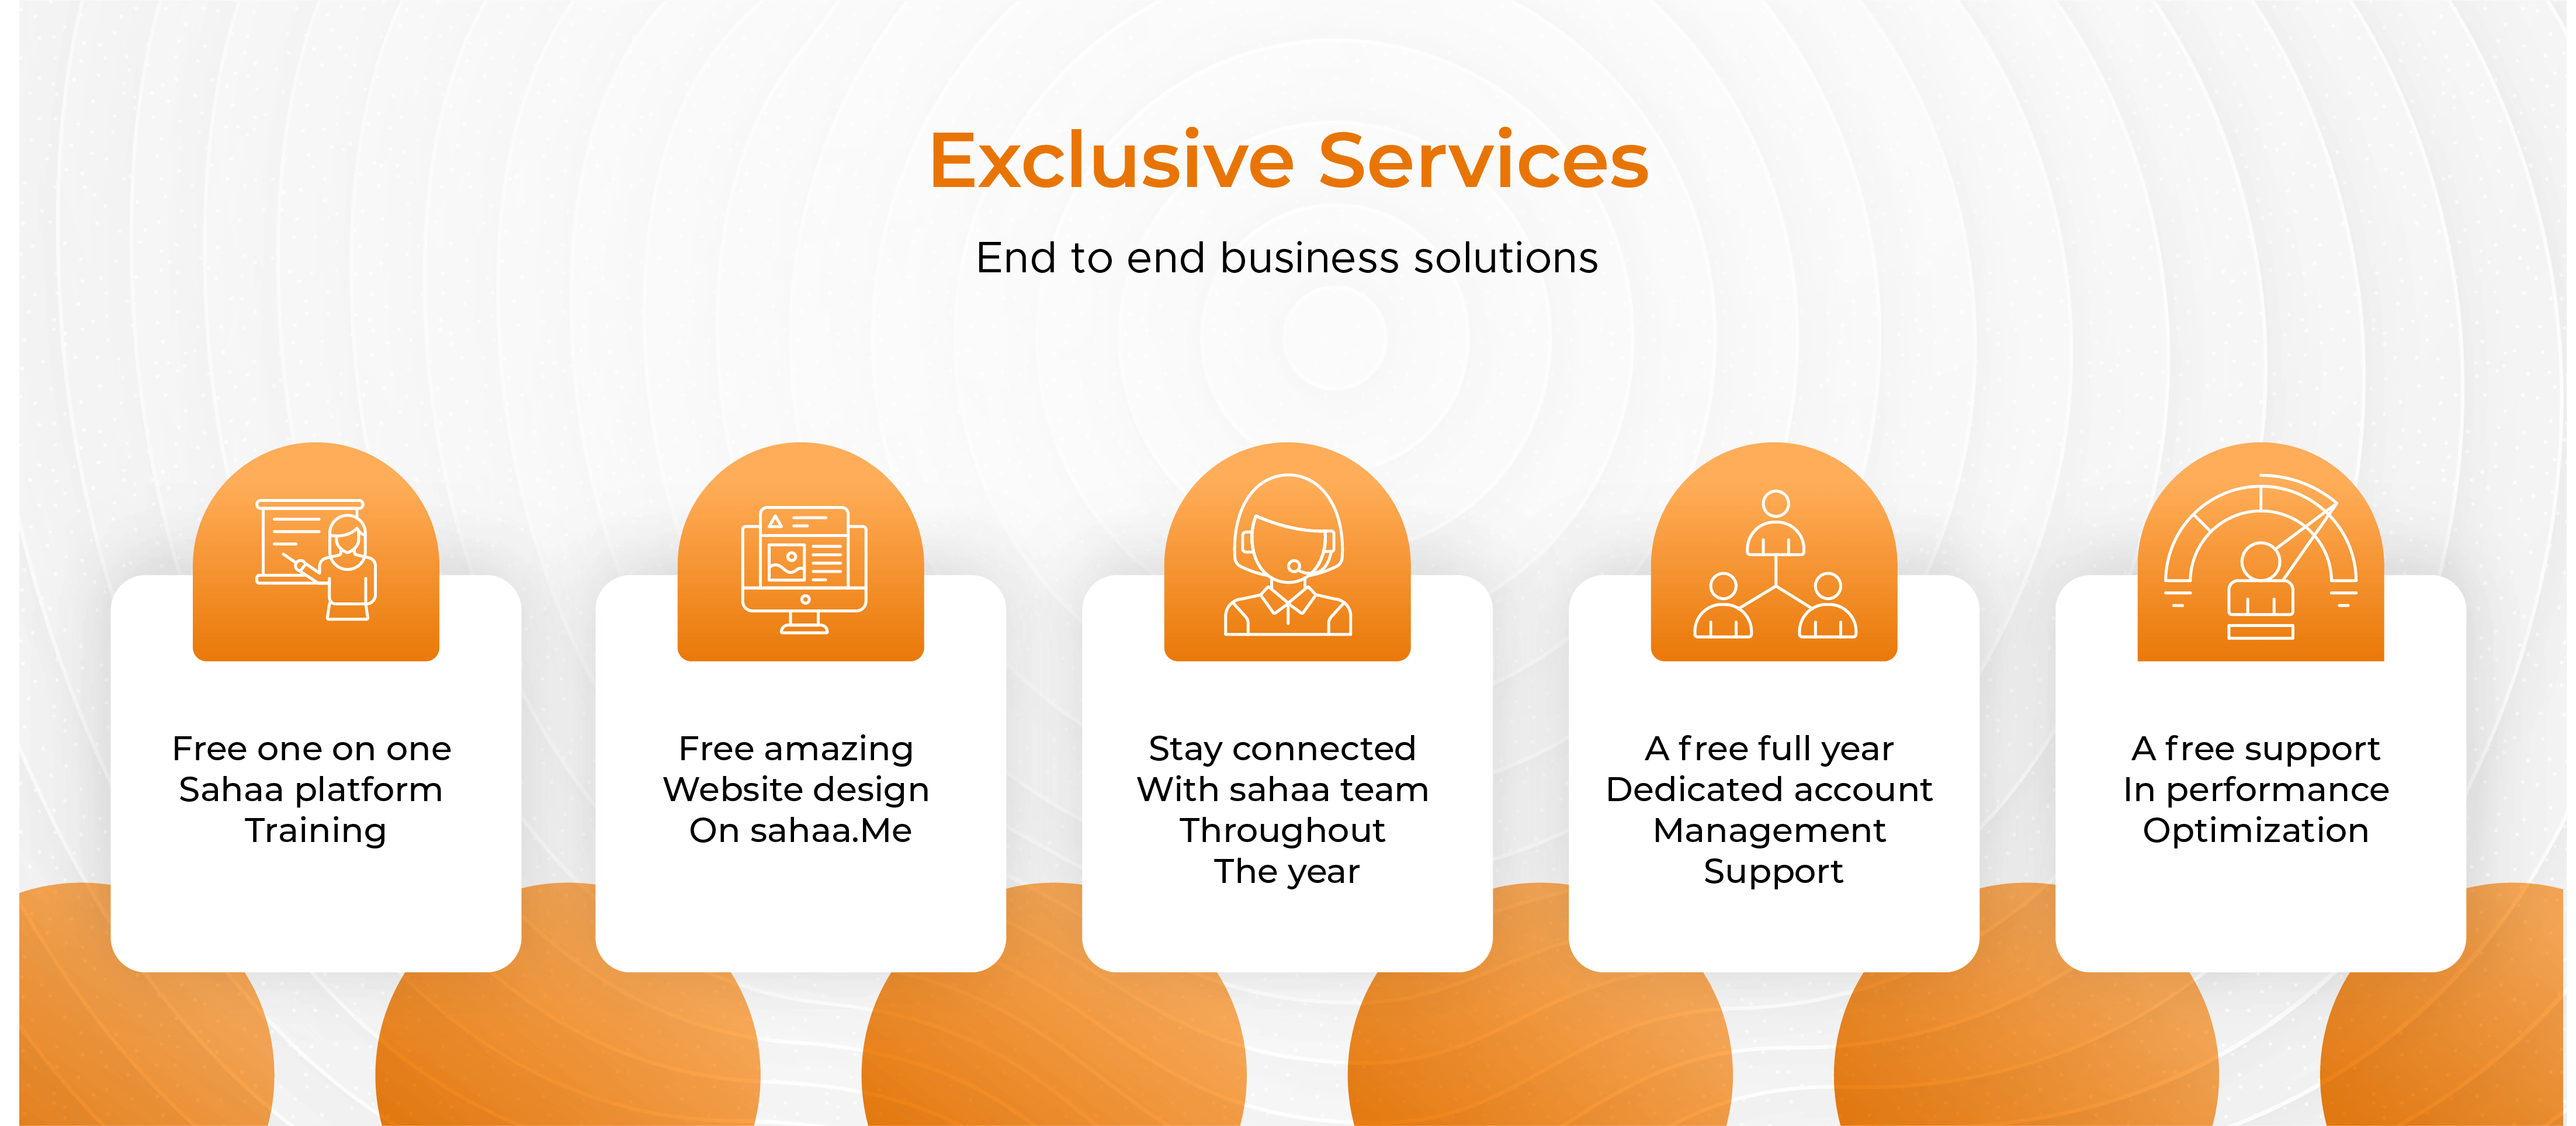 Exclusive Services
End to end business solutions
Free one on one
Sahaa platform
Training
Free amazing
Website design
On sahaa.Me
Stay connected
With sahaa team
Throughout
The year
A free full year
Dedicated account
Management
Support
A free support
In performance
Optimization